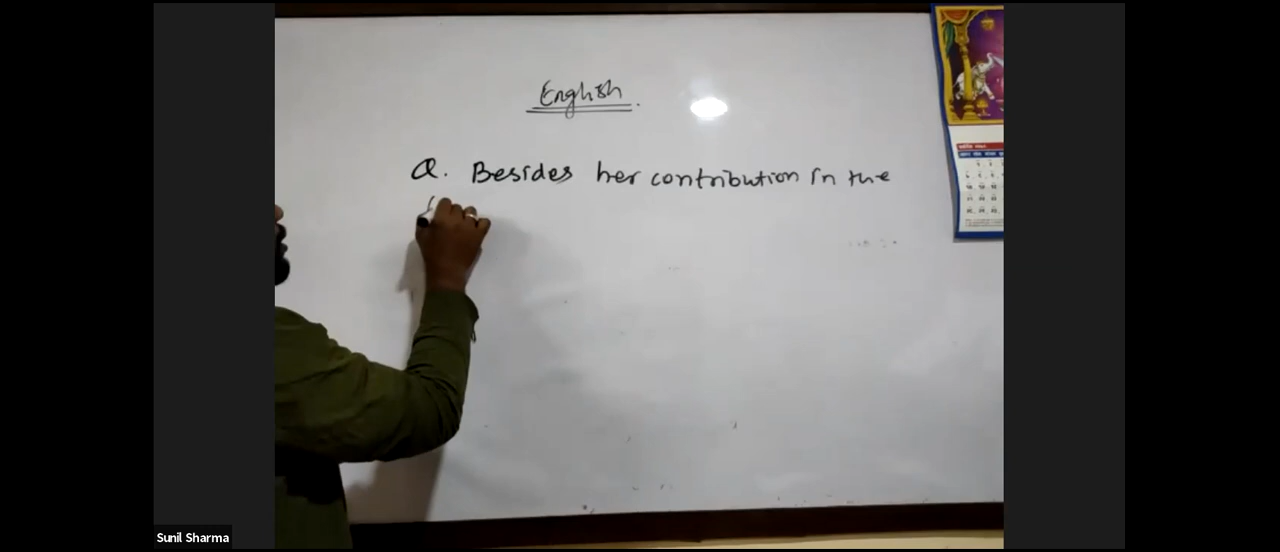 English.
Q. Besides her contribution in the
Sunil Sharma